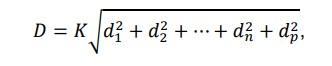 D = K√(d₁² + d₂² + ⋯ + dₙ² + dₚ²),